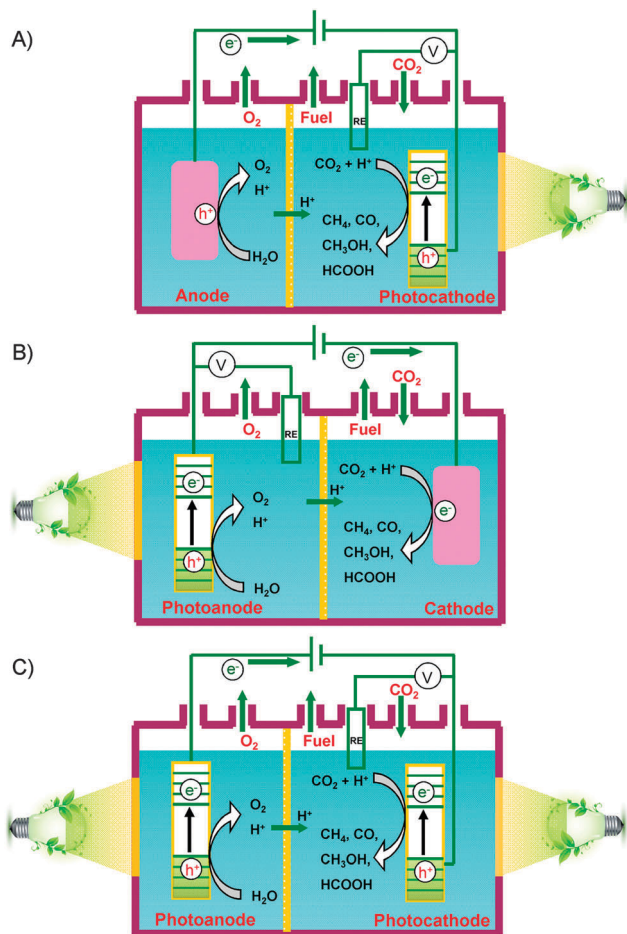 A)
e-
V
CO2
O2
Fuel
RE
O2
H+
CO2 + H+
e-
h+
H+
CH4, CO,
CH3OH,
HCOOH
H2O
h+
Anode
Photocathode
B)
V
e-
CO2
O2
Fuel
RE
e-
CO2 + H+
H+
O2
H+
e-
CH4, CO,
CH3OH,
HCOOH
h+
H2O
Photoanode
Cathode
C)
e-
V
CO2
O2
Fuel
RE
e-
CO2 + H+
e-
O2
H+
H+
CH4, CO,
CH3OH,
HCOOH
h+
h+
H2O
Photoanode
Photocathode